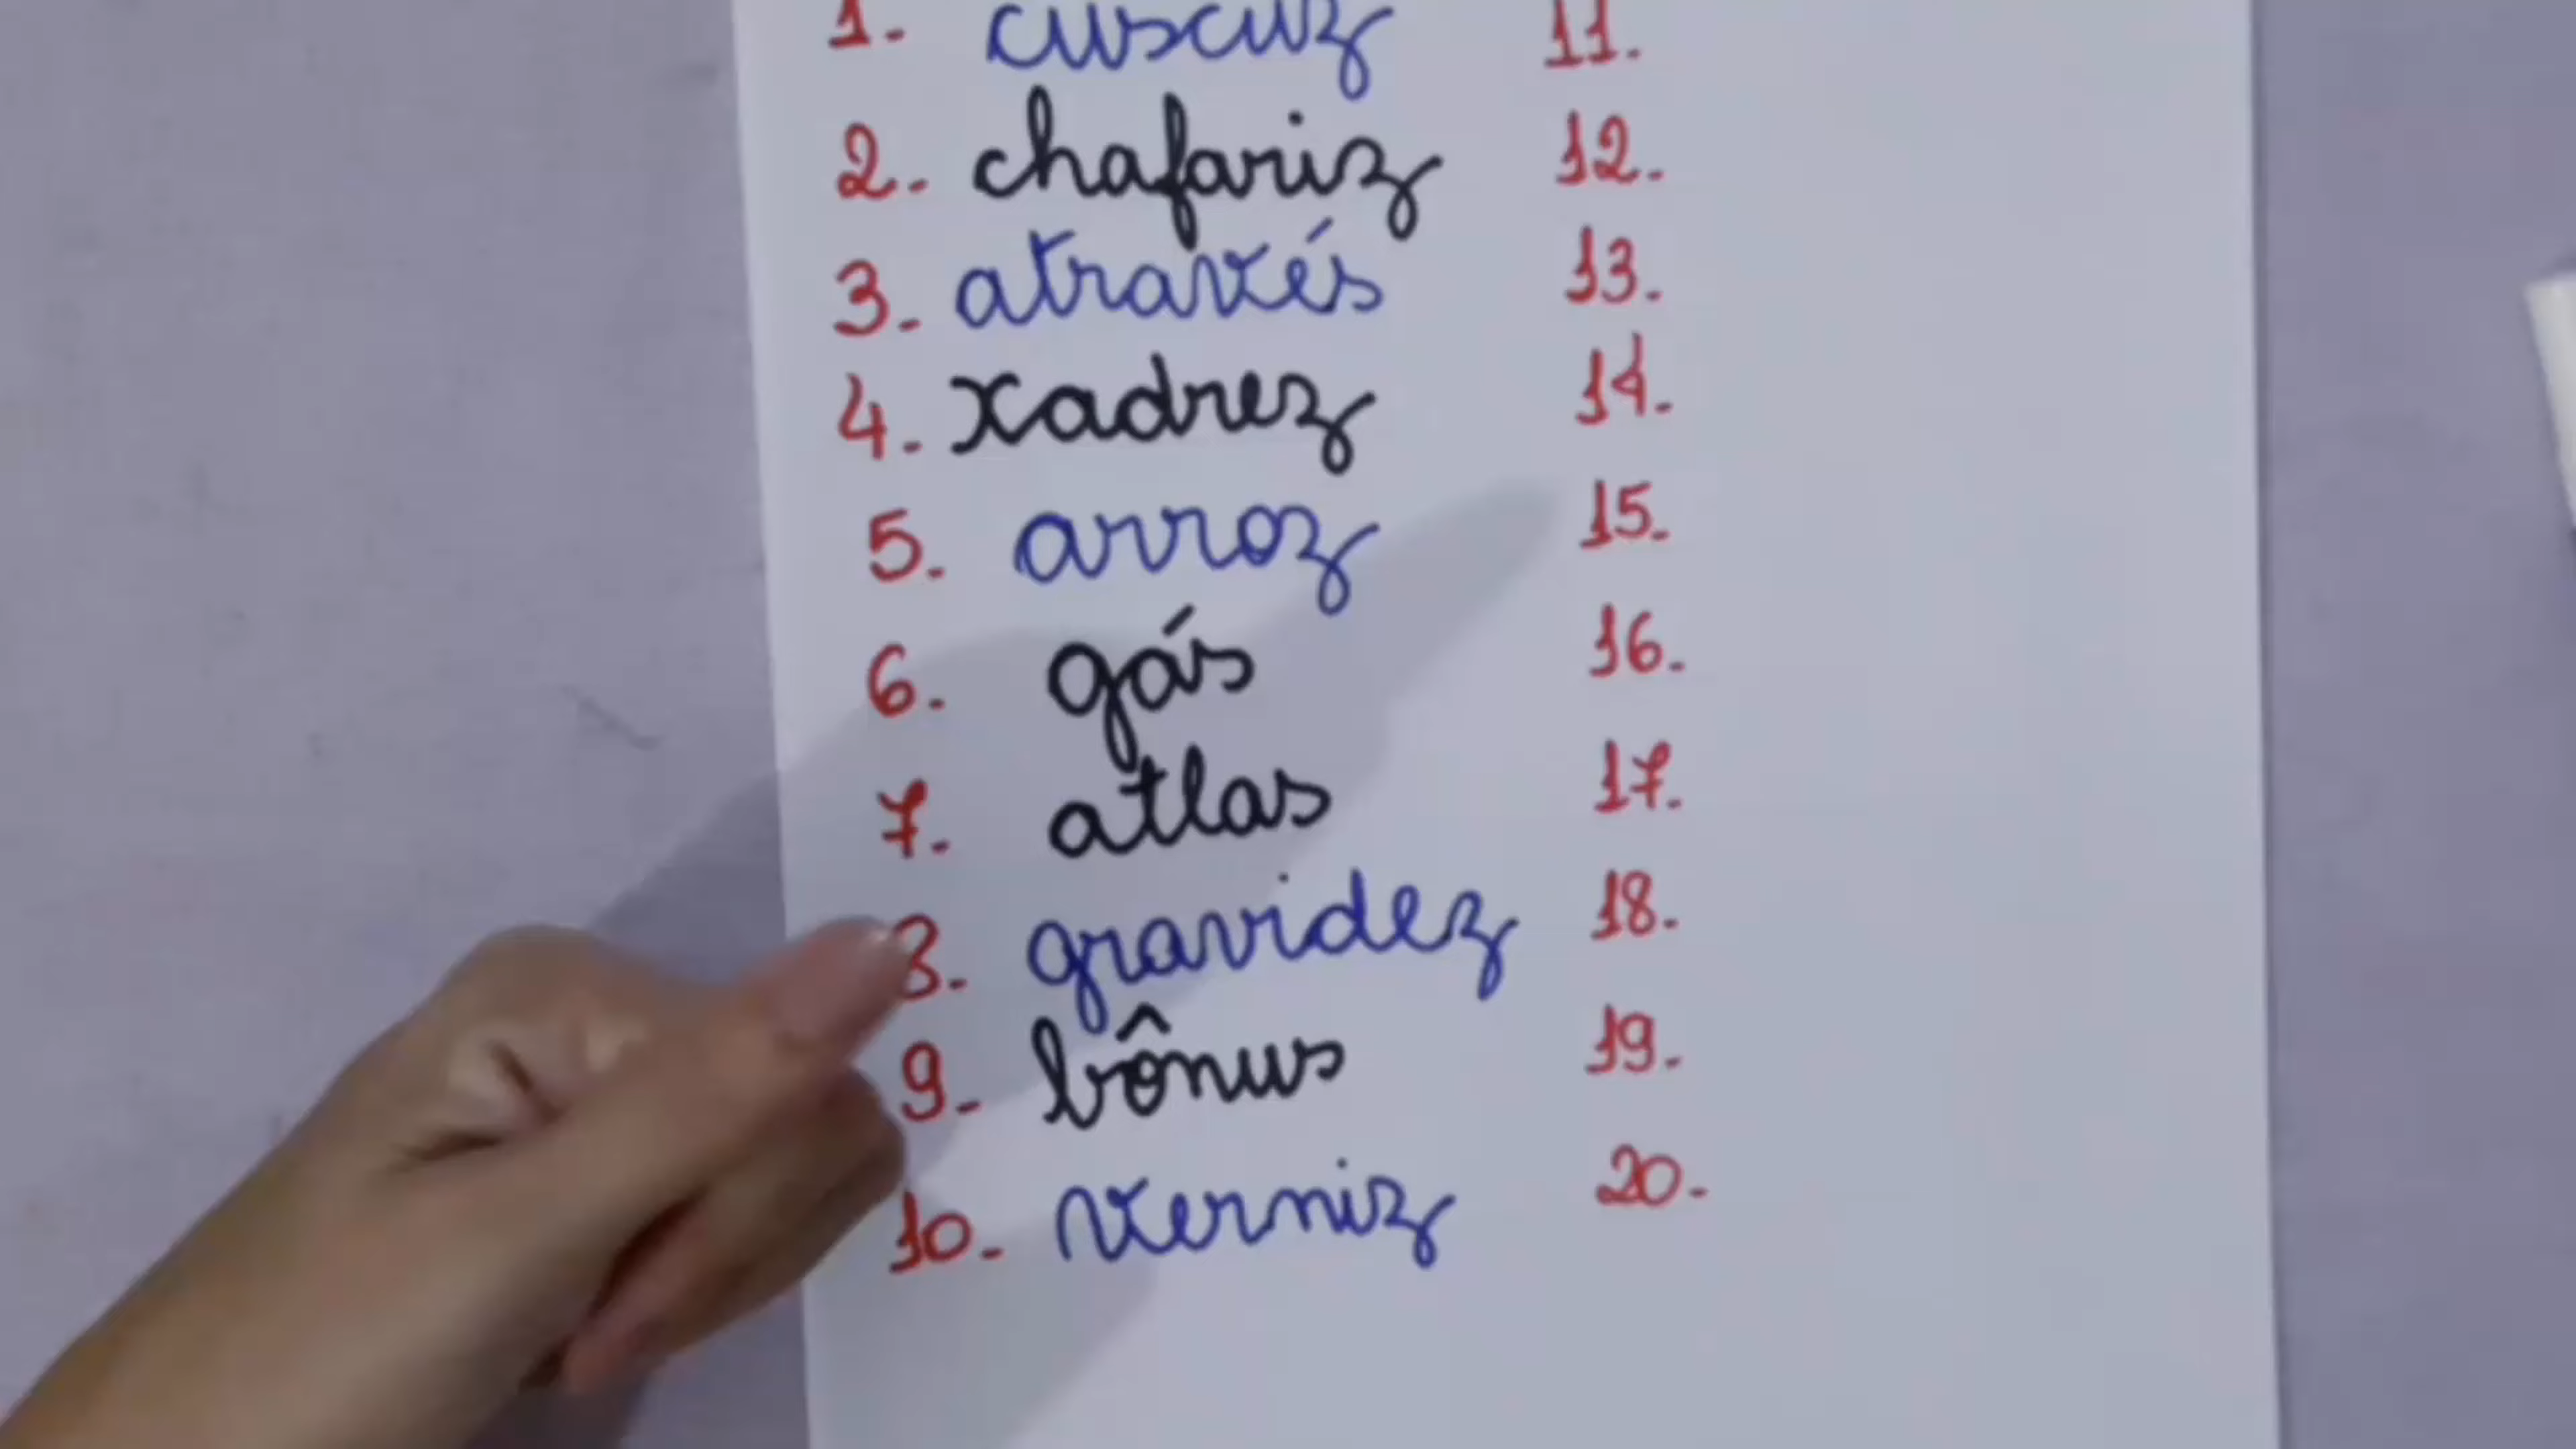 1. cuscuz
2. chafariz
3. através
4. xadrez
5. arroz
6. gás
7. atlas
8. gravidez
9. bônus
10. verniz
11.
12.
13.
14.
15.
16.
17.
18.
19.
20.